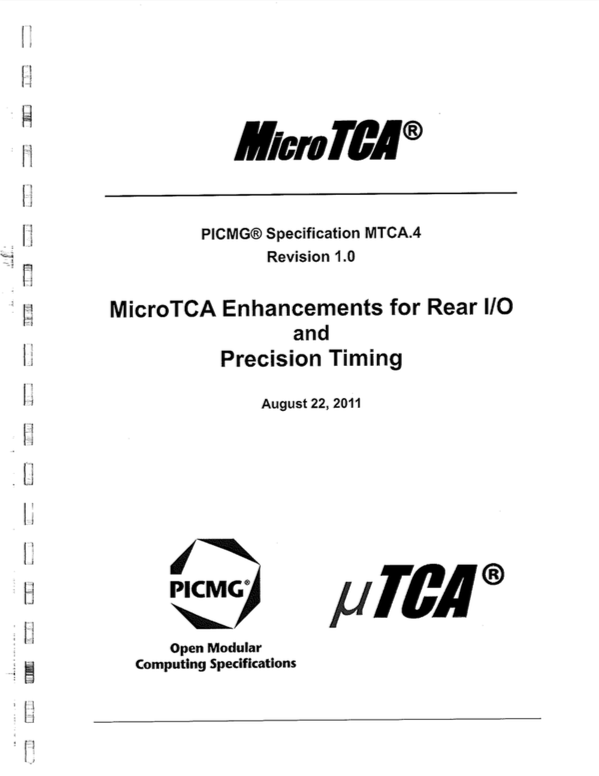 MicroTCA®
PICMG® Specification MTCA.4
Revision 1.0
MicroTCA Enhancements for Rear I/O
and
Precision Timing
August 22, 2011
PICMG®
Open Modular
Computing Specifications
µTCA®